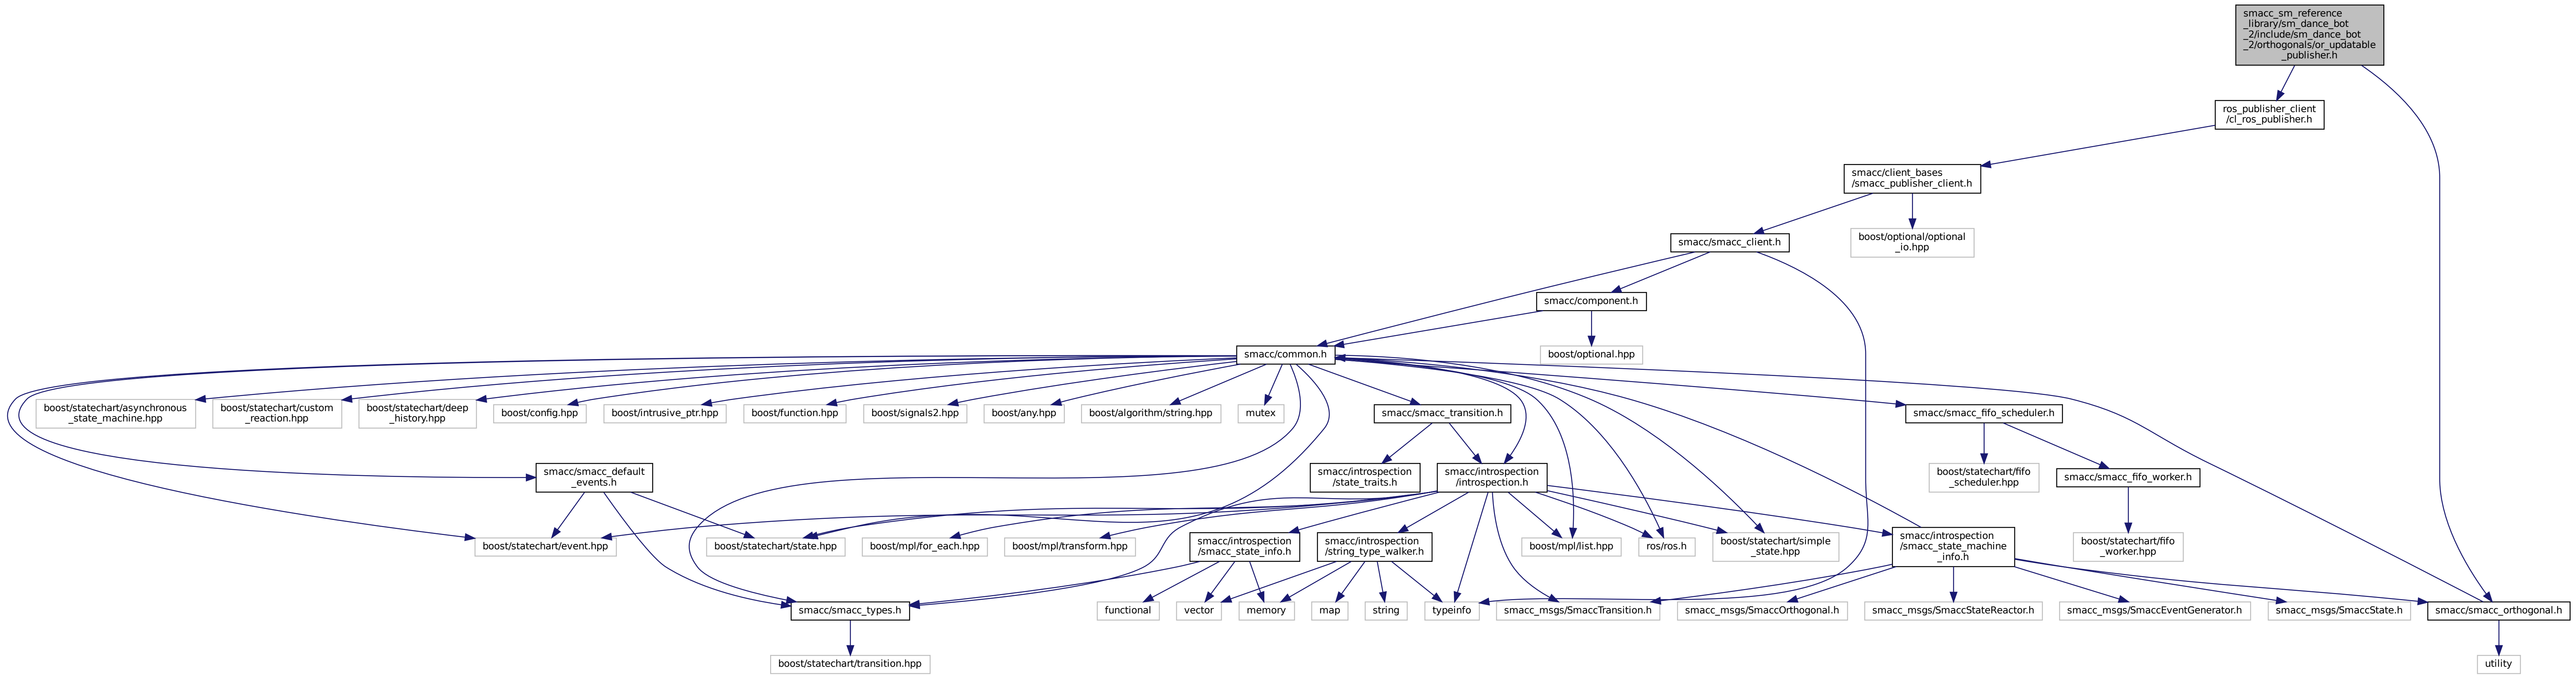 smacc_sm_reference
_library/sm_dance_bot
_2/include/sm_dance_bot
_2/orthogonals/or_updatable
_publisher.h
ros_publisher_client
/cl_ros_publisher.h
smacc/client_bases
/smacc_publisher_client.h
smacc/smacc_client.h
boost/optional/optional
_io.hpp
smacc/component.h
smacc/common.h
boost/optional.hpp
boost/statechart/asynchronous
_state_machine.hpp
boost/statechart/custom
_reaction.hpp
boost/statechart/deep
_history.hpp
boost/config.hpp
boost/intrusive_ptr.hpp
boost/function.hpp
boost/signals2.hpp
boost/any.hpp
boost/algorithm/string.hpp
mutex
smacc/smacc_transition.h
smacc/smacc_fifo_scheduler.h
smacc/smacc_default
_events.h
smacc/introspection
/state_traits.h
smacc/introspection
/introspection.h
boost/statechart/fifo
_scheduler.hpp
smacc/smacc_fifo_worker.h
boost/statechart/event.hpp
boost/statechart/state.hpp
boost/mpl/for_each.hpp
boost/mpl/transform.hpp
smacc/introspection
/smacc_state_info.h
smacc/introspection
/string_type_walker.h
boost/mpl/list.hpp
ros/ros.h
boost/statechart/simple
_state.hpp
smacc/introspection
/smacc_state_machine
_info.h
boost/statechart/fifo
_worker.hpp
smacc/smacc_types.h
functional
vector
memory
map
string
typeinfo
smacc_msgs/SmaccTransition.h
smacc_msgs/SmaccOrthogonal.h
smacc_msgs/SmaccStateReactor.h
smacc_msgs/SmaccEventGenerator.h
smacc_msgs/SmaccState.h
smacc/smacc_orthogonal.h
boost/statechart/transition.hpp
utility